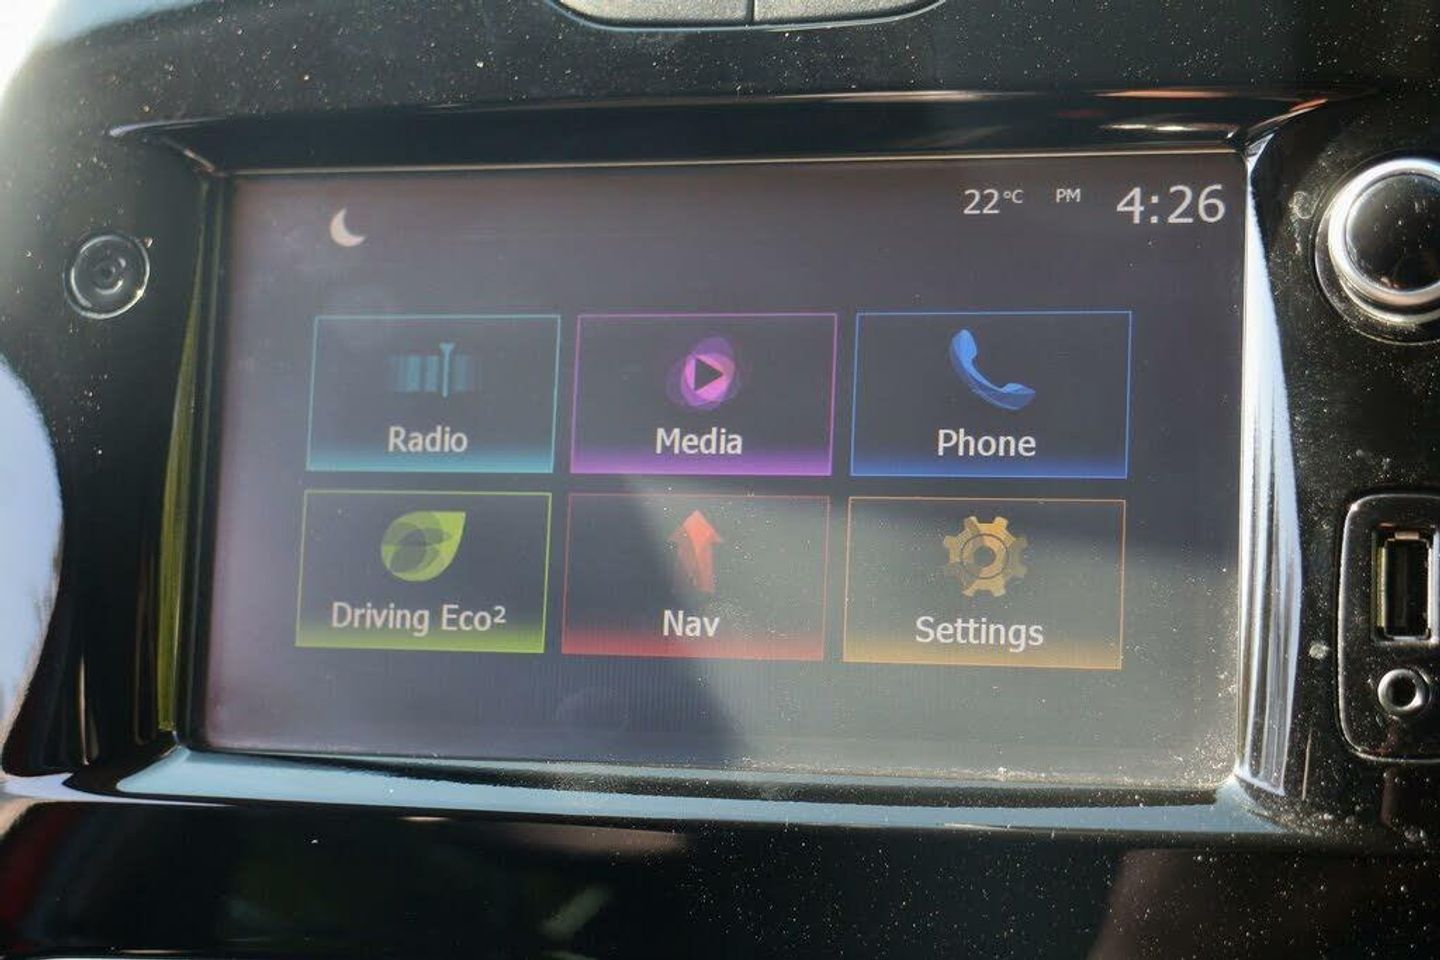 22°C PM 4:26
Radio Media Phone
Driving Eco² Nav Settings